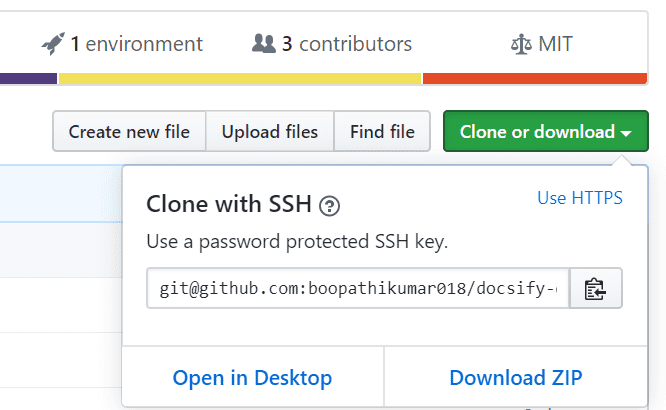 1 environment 3 contributors MIT
Create new file Upload files Find file Clone or download
Clone with SSH Use HTTPS
Use a password protected SSH key.
git@github.com:boopathikumar018/docsify-
Open in Desktop Download ZIP